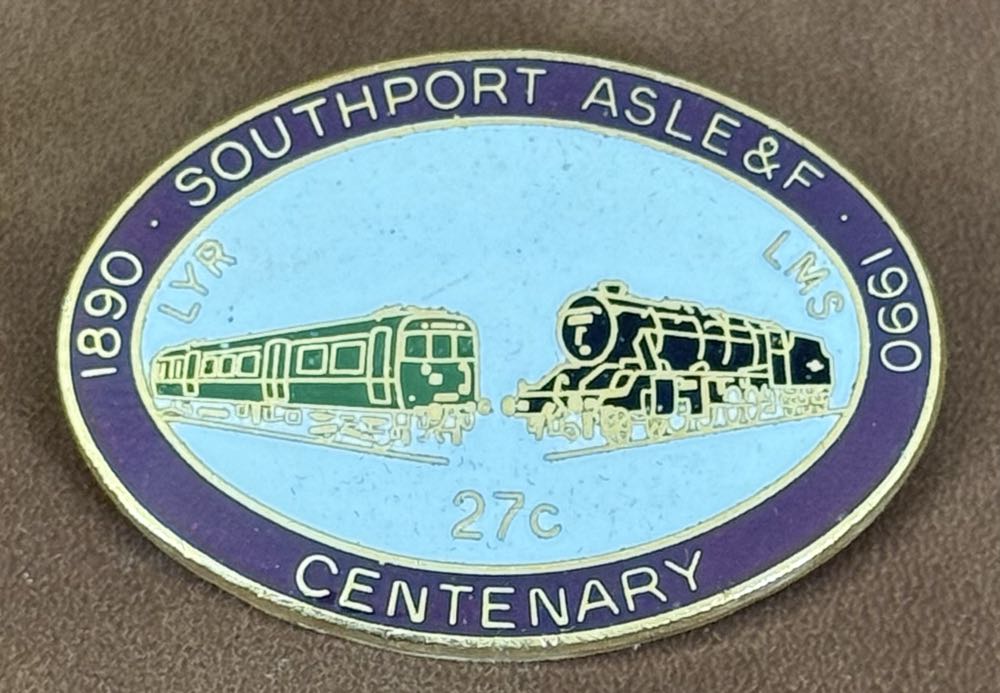 1890 · SOUTHPORT ASLE&F · 1990
LYR
LMS
27c
CENTENARY